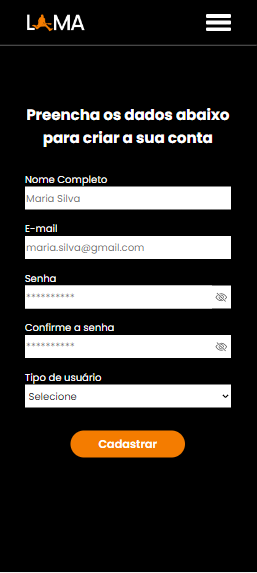 LAMA
Preencha os dados abaixo
para criar a sua conta
Nome Completo
Maria Silva
E-mail
maria.silva@gmail.com
Senha
**********
Confirme a senha
**********
Tipo de usuário
Selecione
Cadastrar